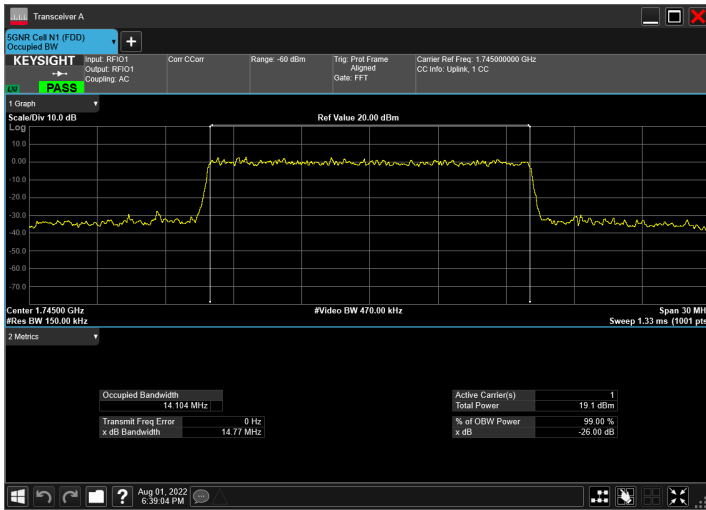 Transceiver A
5GNR Cell N1 (FDD)
Occupied BW
+
KEYSIGHT
LXI
PASS
Input: RFIO1
Output: RFIO1
Coupling: AC
Corr CCorr
Range: -60 dBm
Trig: Prot Frame
Aligned
Gate: FFT
Carrier Ref Freq: 1.745000000 GHz
CC Info: Uplink, 1 CC
1 Graph
Scale/Div 10.0 dB
Ref Value 20.00 dBm
Log
10.0
0.00
-10.0
-20.0
-30.0
-40.0
-50.0
-60.0
-70.0
Center 1.74500 GHz
#Video BW 470.00 kHz
Span 30 MH
#Res BW 150.00 kHz
Sweep 1.33 ms (1001 pts
2 Metrics
Occupied Bandwidth
14.104 MHz
Transmit Freq Error 0 Hz
x dB Bandwidth 14.77 MHz
Active Carrier(s) 1
Total Power 19.1 dBm
% of OBW Power 99.00 %
x dB -26.00 dB
?
Aug 01, 2022
6:39:04 PM